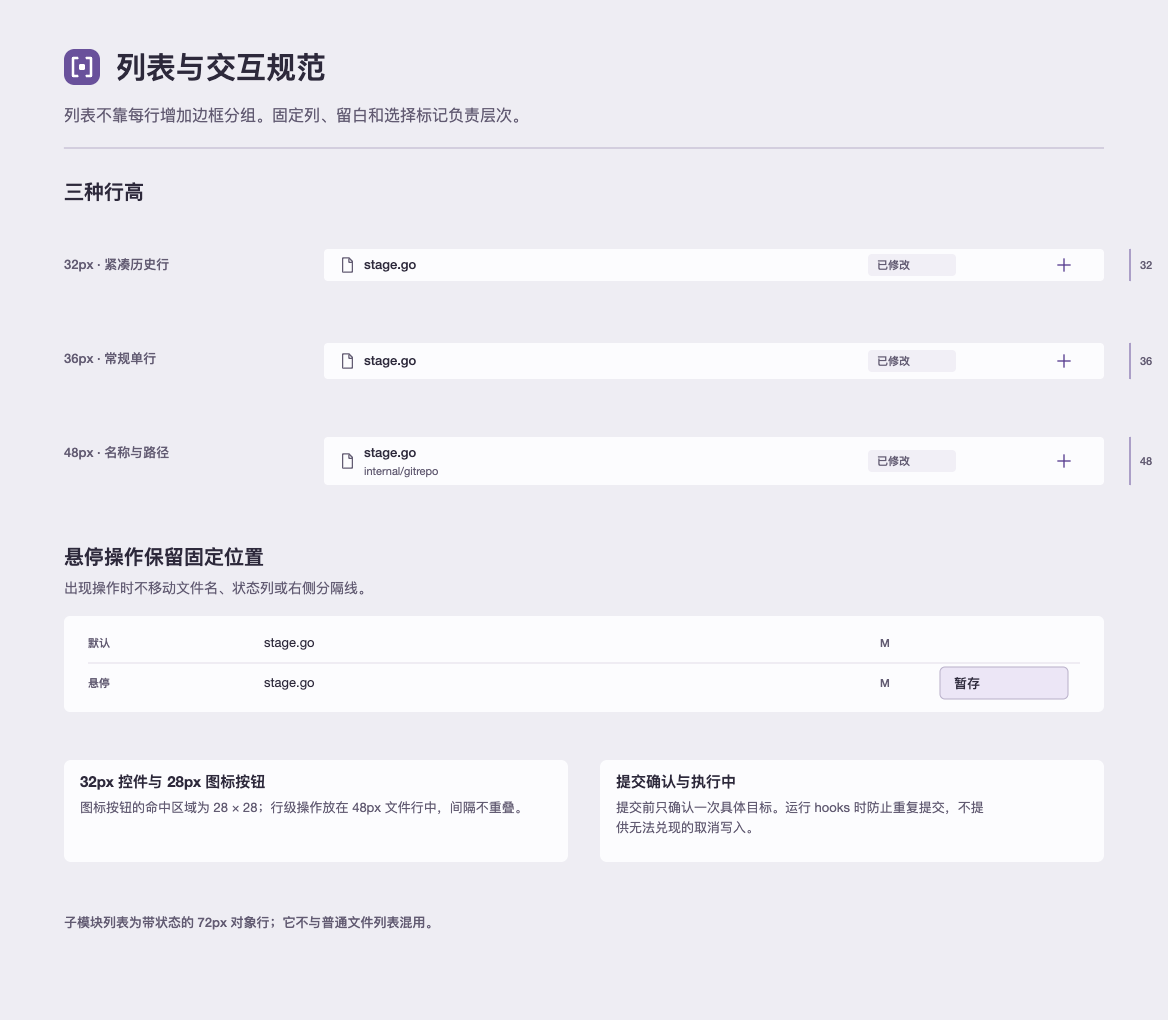 列表与交互规范
列表不靠每行增加边框分组。固定列、留白和选择标记负责层次。
三种行高
32px · 紧凑历史行
stage.go
已修改
32
36px · 常规单行
stage.go
已修改
36
48px · 名称与路径
stage.go
internal/gitrepo
已修改
48
悬停操作保留固定位置
出现操作时不移动文件名、状态列或右侧分隔线。
默认
stage.go
M
悬停
stage.go
M
暂存
32px 控件与 28px 图标按钮
图标按钮的命中区域为 28 × 28；行级操作放在 48px 文件行中，间隔不重叠。
提交确认与执行中
提交前只确认一次具体目标。运行 hooks 时防止重复提交，不提
供无法兑现的取消写入。
子模块列表为带状态的 72px 对象行；它不与普通文件列表混用。